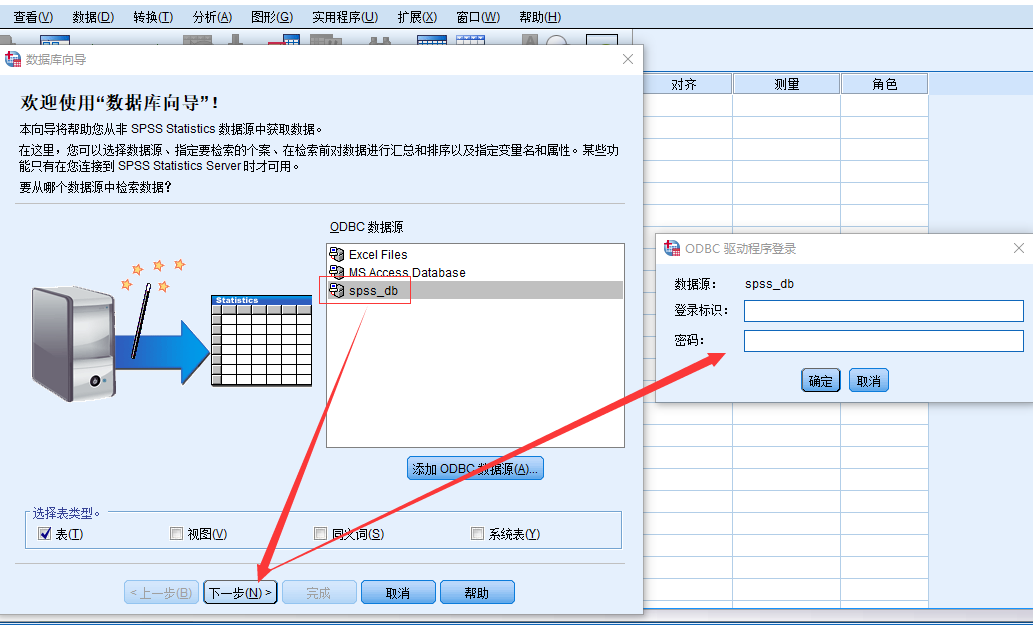 查看(V) 数据(D) 转换(T) 分析(A) 图形(G) 实用程序(U) 扩展(X) 窗口(W) 帮助(H)
数据库向导
对齐 测量 角色
欢迎使用“数据库向导”！
本向导将帮助您从非 SPSS Statistics 数据源中获取数据。
在这里，您可以选择数据源、指定要检索的个案、在检索前对数据进行汇总和排序以及指定变量名和属性。某些功
能只有在您连接到 SPSS Statistics Server 时才可用。
要从哪个数据源中检索数据?
ODBC 数据源
Excel Files
MS Access Database
spss_db
Statistics
添加 ODBC 数据源(A)...
选择表类型。
表(T) 视图(V) 同义词(S) 系统表(Y)
< 上一步(B) 下一步(N) > 完成 取消 帮助
ODBC 驱动程序登录
数据源： spss_db
登录标识：
密码：
确定 取消